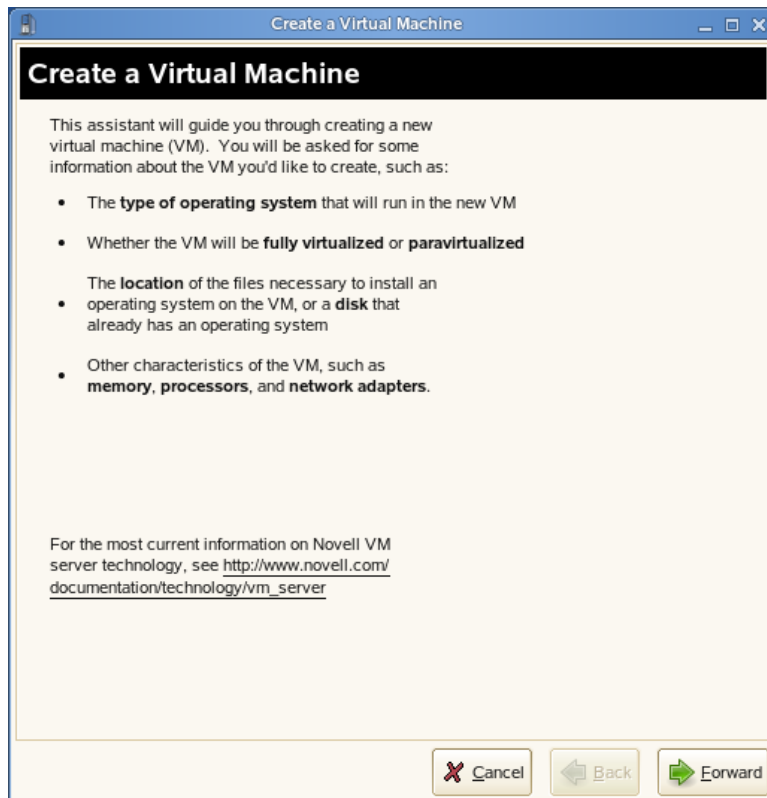 Create a Virtual Machine
Create a Virtual Machine
This assistant will guide you through creating a new
virtual machine (VM).  You will be asked for some
information about the VM you'd like to create, such as:
• The type of operating system that will run in the new VM
• Whether the VM will be fully virtualized or paravirtualized
The location of the files necessary to install an
• operating system on the VM, or a disk that
already has an operating system
Other characteristics of the VM, such as
• memory, processors, and network adapters.
For the most current information on Novell VM
server technology, see http://www.novell.com/
documentation/technology/vm_server
Cancel Back Forward